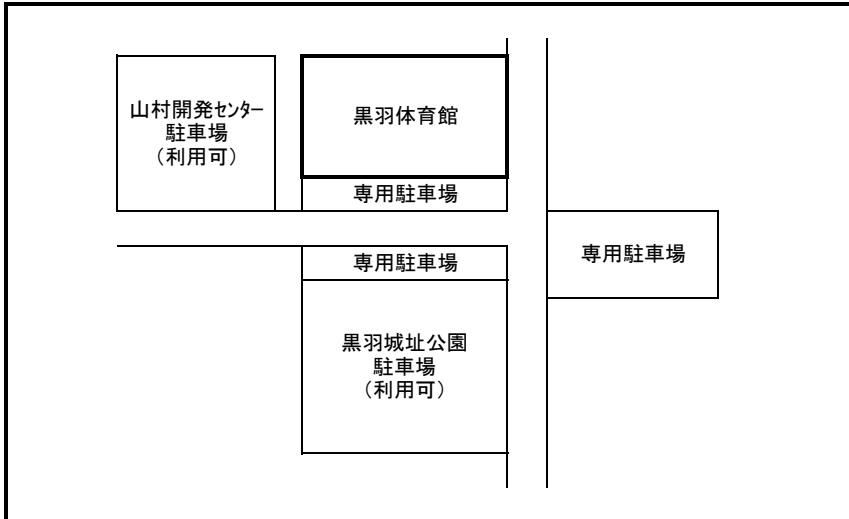 山村開発ｾﾝﾀｰ
駐車場
（利用可）
黒羽体育館
専用駐車場
専用駐車場
専用駐車場
黒羽城址公園
駐車場
（利用可）